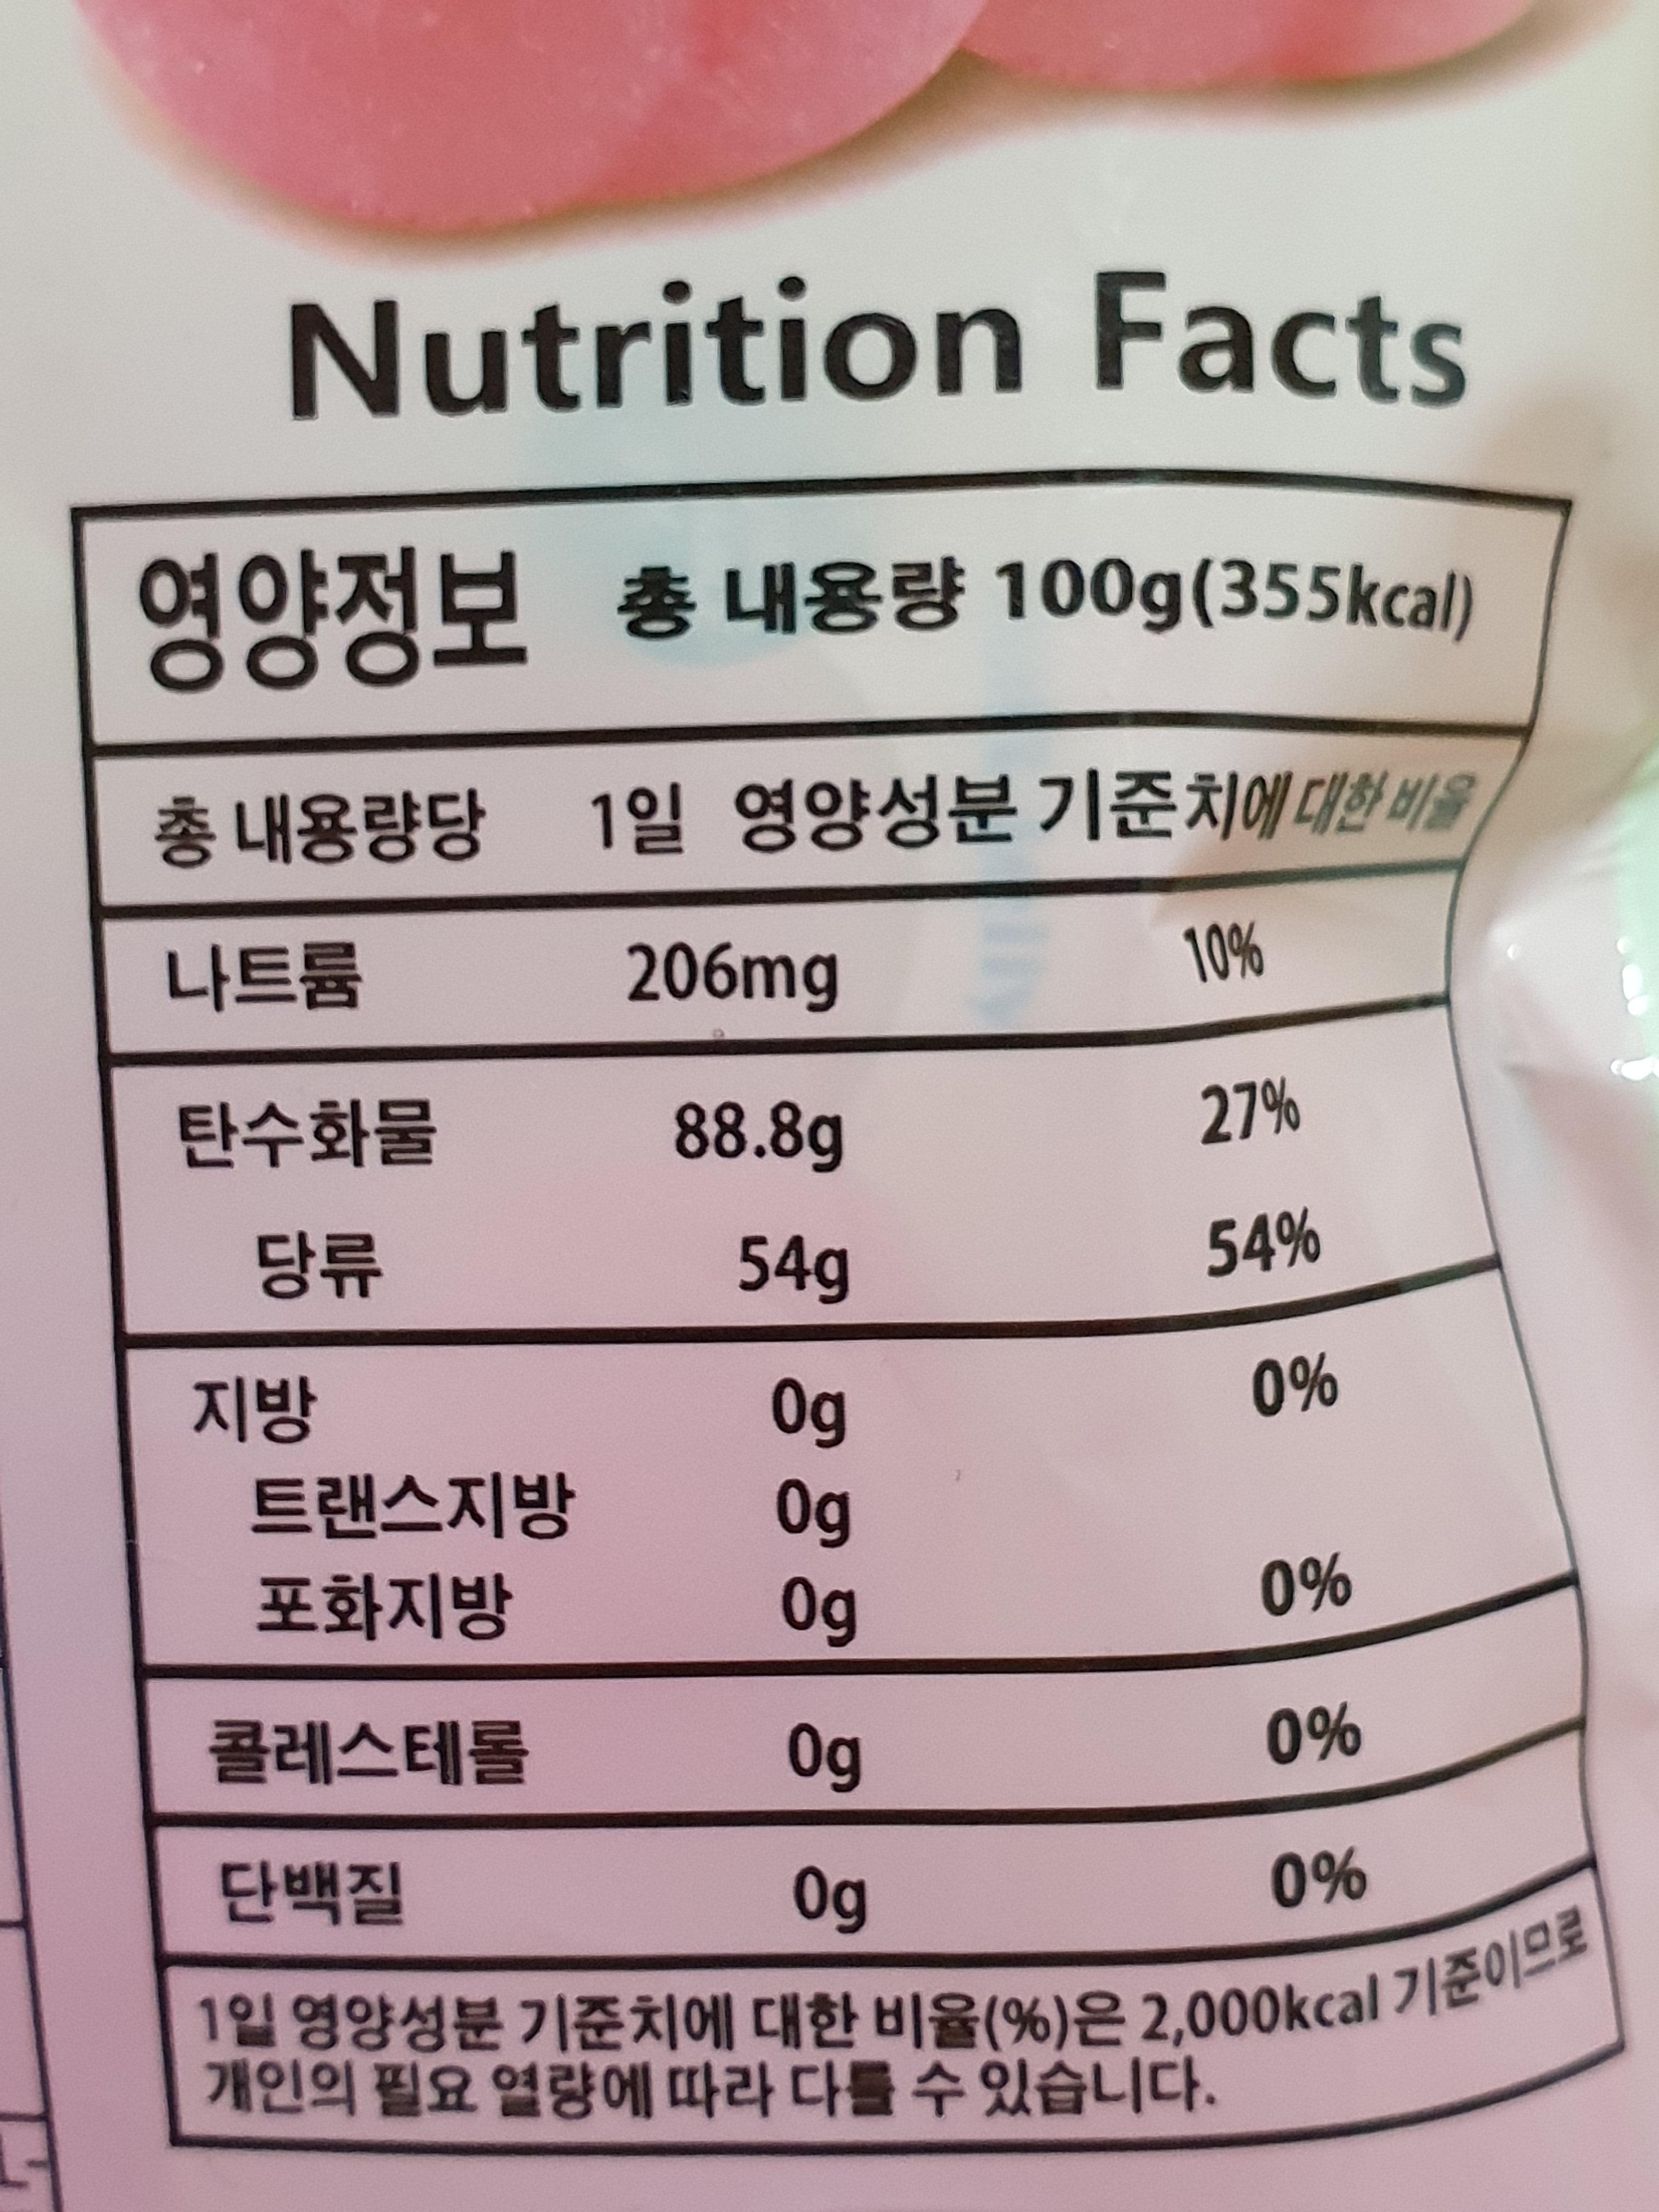 Nutrition Facts
영양정보 총 내용량 100g(355kcal)
총 내용량당 1일 영양성분 기준치에 대한 비율
나트륨 206mg 10%
탄수화물 88.8g 27%
당류 54g 54%
지방 0g 0%
트랜스지방 0g
포화지방 0g 0%
콜레스테롤 0g 0%
단백질 0g 0%
1일 영양성분 기준치에 대한 비율(%)은 2,000kcal 기준이므로
개인의 필요 열량에 따라 다를 수 있습니다.